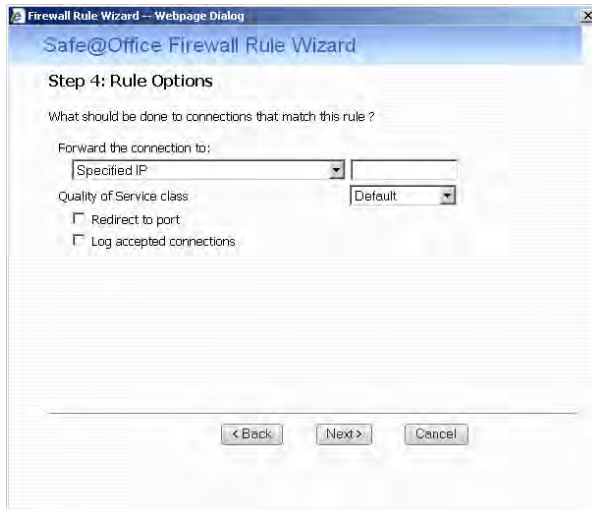 Firewall Rule Wizard -- Webpage Dialog
Safe@Office Firewall Rule Wizard
Step 4: Rule Options
What should be done to connections that match this rule ?
Forward the connection to:
Specified IP
Quality of Service class Default
Redirect to port
Log accepted connections
< Back Next > Cancel